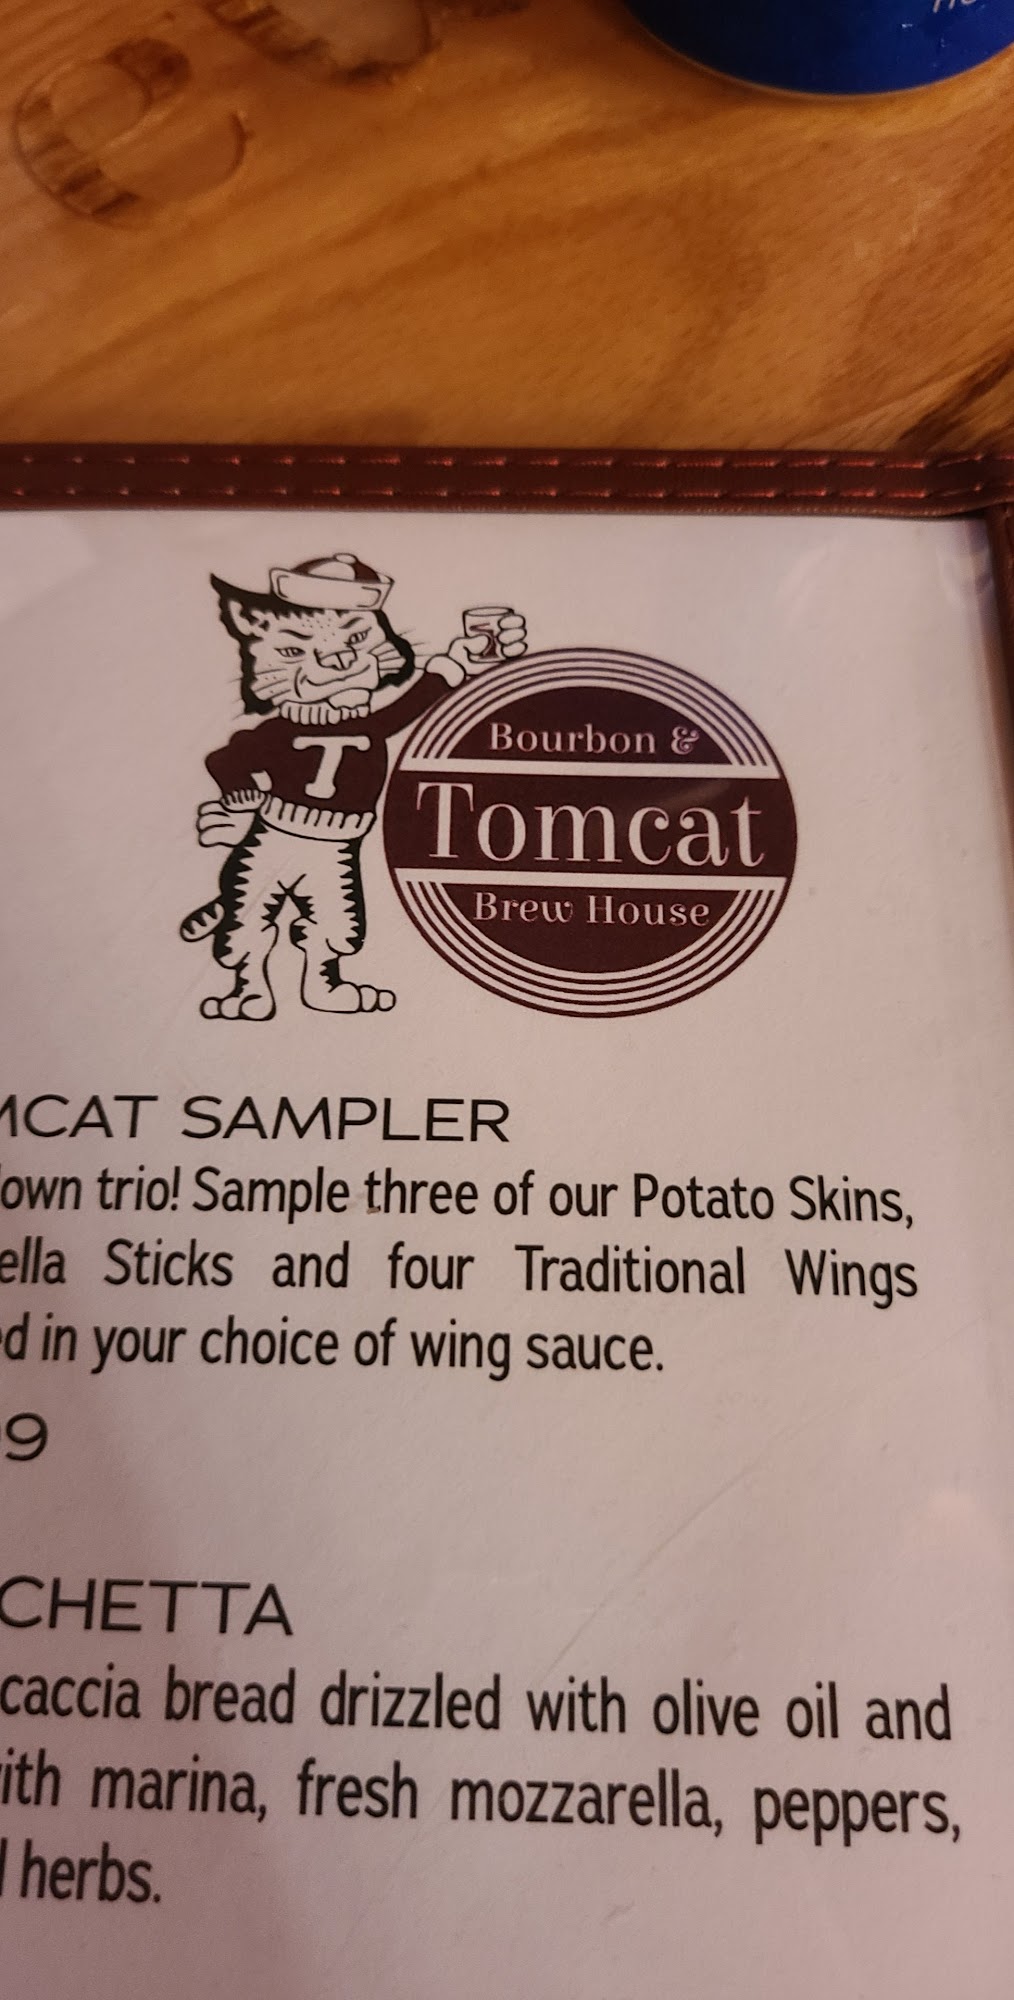 T
Bourbon &
Tomcat
Brew House
MCAT SAMPLER
own trio! Sample three of our Potato Skins,
ella Sticks and four Traditional Wings
d in your choice of wing sauce.
9
CHETTA
caccia bread drizzled with olive oil and
ith marina, fresh mozzarella, peppers,
herbs.